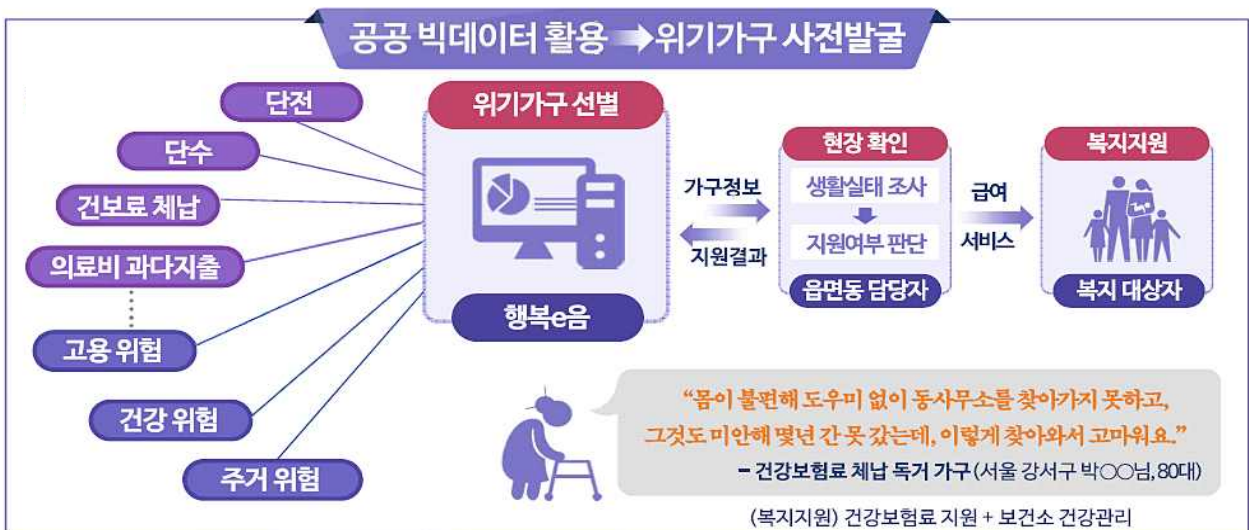 공공 빅데이터 활용 ➡ 위기가구 사전발굴
단전
단수
건보료 체납
의료비 과다지출
고용 위험
건강 위험
주거 위험
위기가구 선별
행복e음
가구정보
지원결과
현장 확인
생활실태 조사
지원여부 판단
읍면동 담당자
급여
서비스
복지지원
복지 대상자
“몸이 불편해 도우미 없이 동사무소를 찾아가지 못하고,
그것도 미안해 몇년 간 못 갔는데, 이렇게 찾아와서 고마워요.”
– 건강보험료 체납 독거 가구 (서울 강서구 박○○님, 80대)
(복지지원) 건강보험료 지원 + 보건소 건강관리